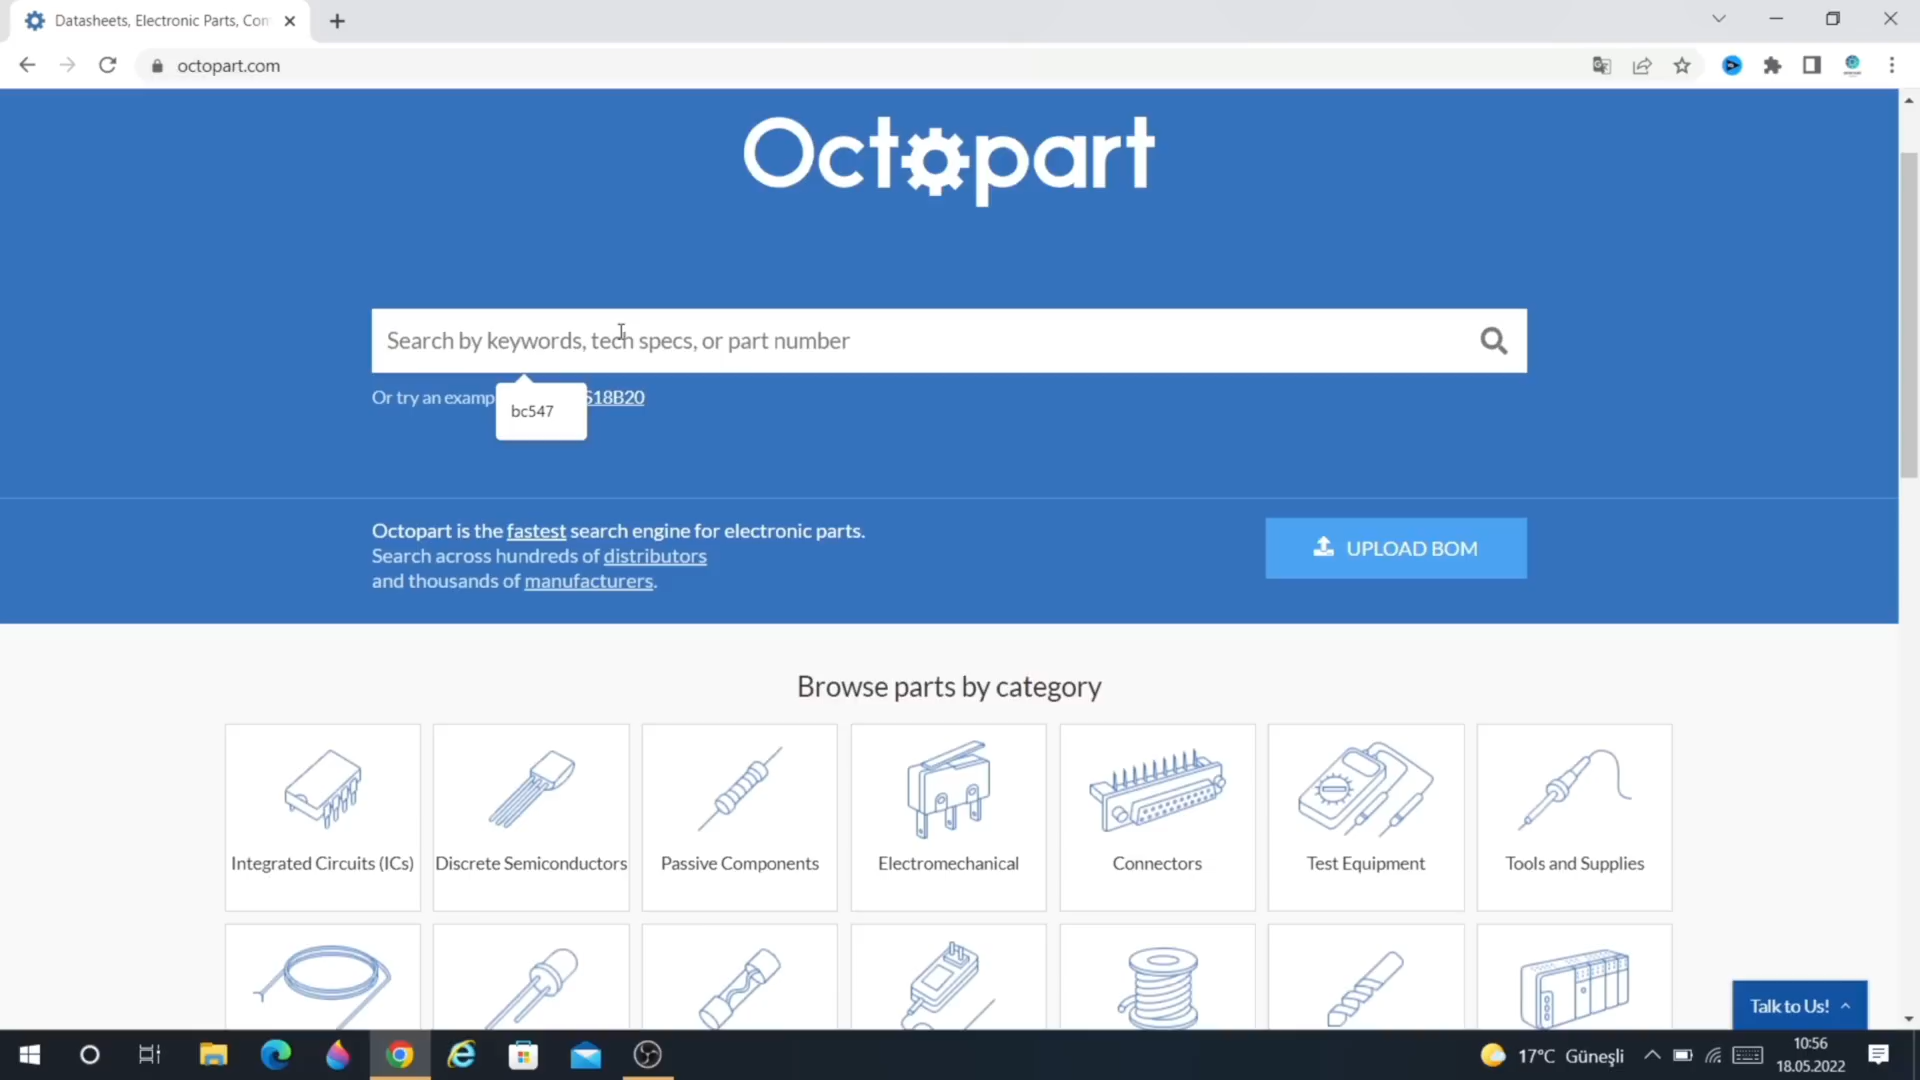 Datasheets, Electronic Parts, Con
octopart.com
Octopart
Search by keywords, tech specs, or part number
Or try an examp
S18B20
bc547
Octopart is the fastest search engine for electronic parts.
Search across hundreds of distributors
and thousands of manufacturers.
UPLOAD BOM
Browse parts by category
Integrated Circuits (ICs)
Discrete Semiconductors
Passive Components
Electromechanical
Connectors
Test Equipment
Tools and Supplies
Talk to Us!
17°C Güneşli
10:56
18.05.2022